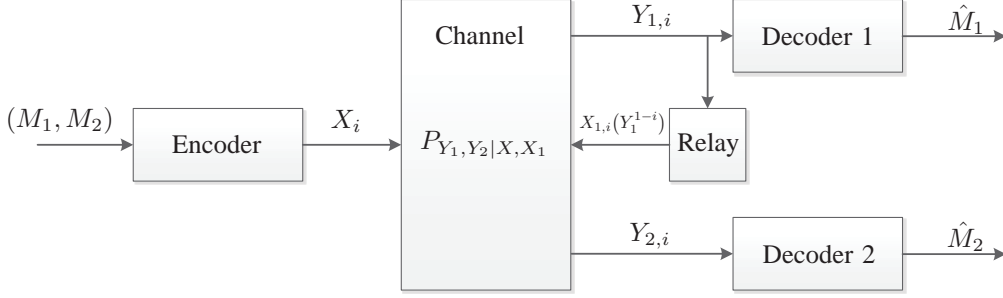 Y_{1,i}
\hat{M}_1
Channel
Decoder 1
(M_1, M_2)
X_i
X_{1,i}(Y_1^{1-i})
Encoder
P_{Y_1,Y_2|X,X_1}
Relay
Y_{2,i}
\hat{M}_2
Decoder 2